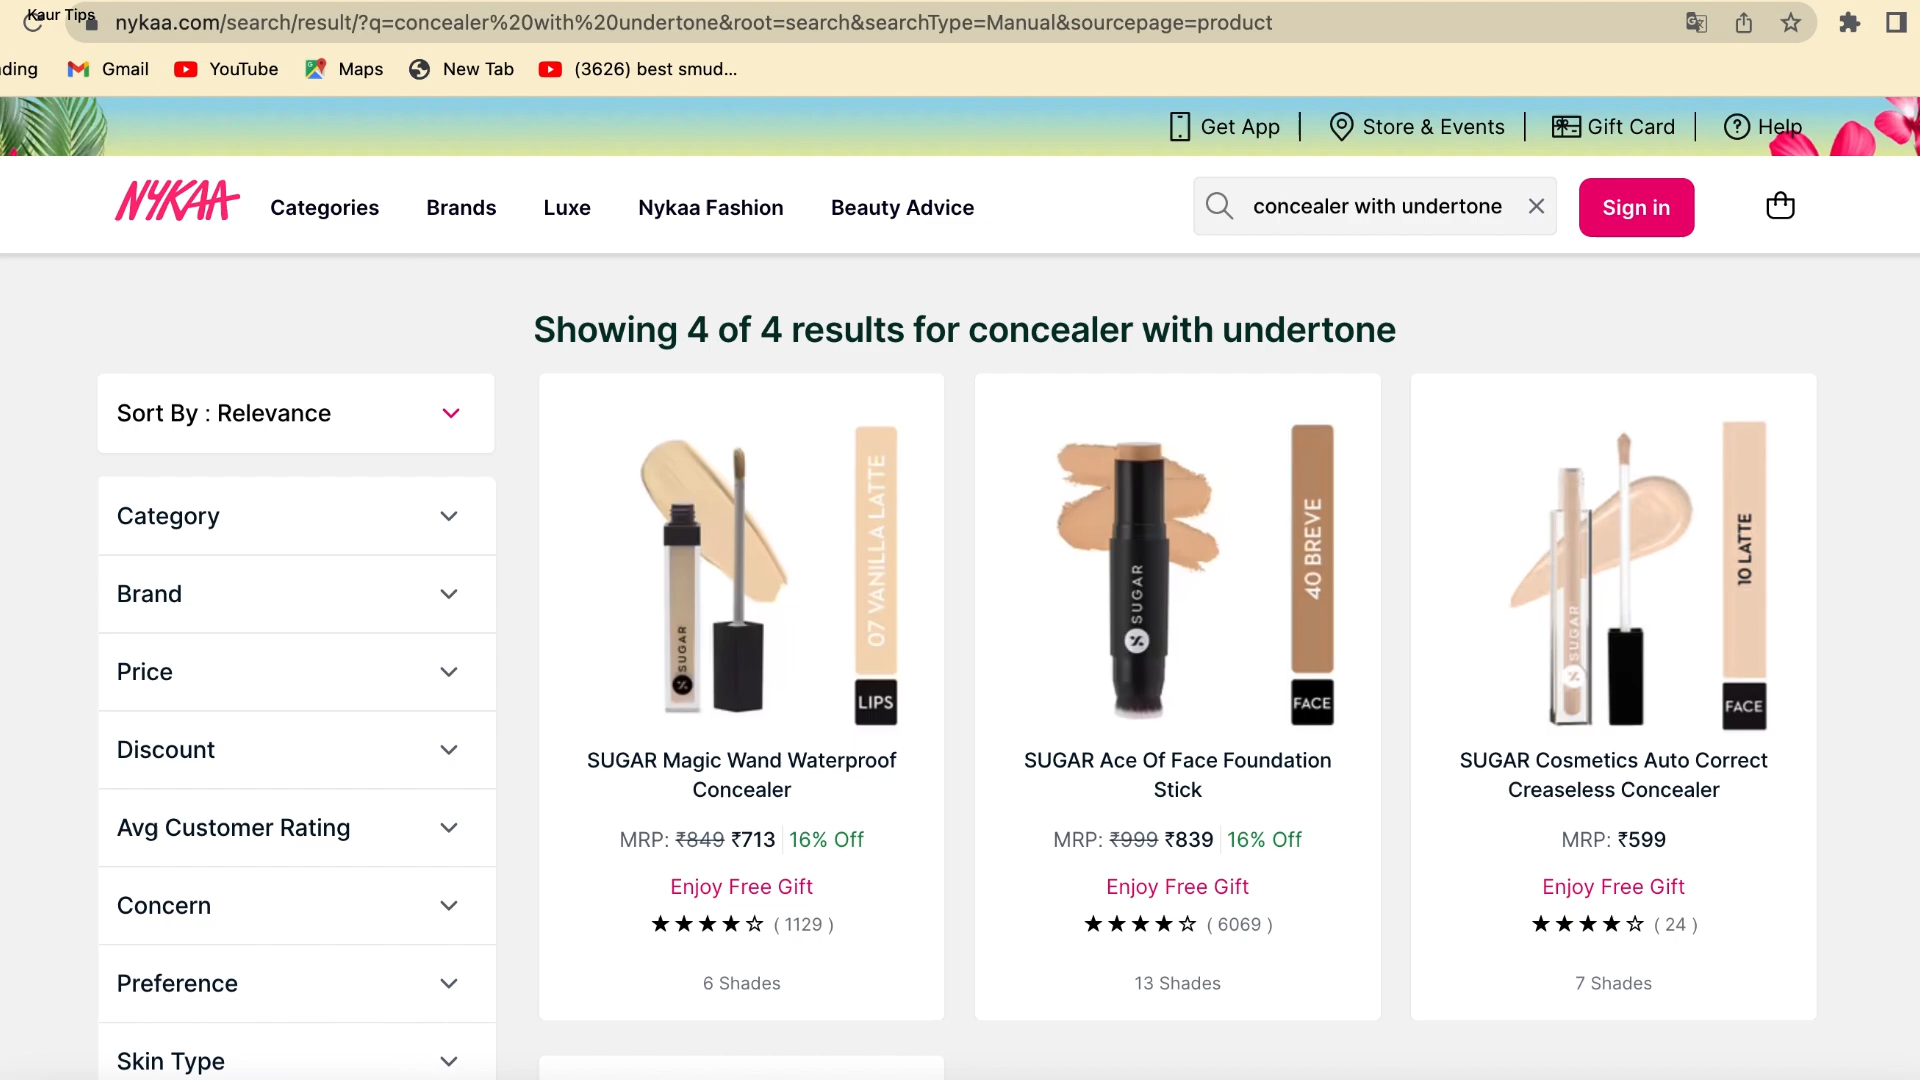 Kaur Tips
nykaa.com/search/result/?q=concealer%20with%20undertone&root=search&searchType=Manual&sourcepage=product
ding
Gmail
YouTube
Maps
New Tab
(3626) best smud...
Get App
Store & Events
Gift Card
Help
NYKAA
Categories
Brands
Luxe
Nykaa Fashion
Beauty Advice
concealer with undertone
Sign in
Showing 4 of 4 results for concealer with undertone
Sort By : Relevance
Category
Brand
Price
Discount
Avg Customer Rating
Concern
Preference
Skin Type
SUGAR
07 VANILLA LATTE
LIPS
SUGAR Magic Wand Waterproof
Concealer
MRP: ₹849 ₹713 16% Off
Enjoy Free Gift
( 1129 )
6 Shades
SUGAR
40 BREVE
FACE
SUGAR Ace Of Face Foundation
Stick
MRP: ₹999 ₹839 16% Off
Enjoy Free Gift
( 6069 )
13 Shades
SUGAR
10 LATTE
FACE
SUGAR Cosmetics Auto Correct
Creaseless Concealer
MRP: ₹599
Enjoy Free Gift
( 24 )
7 Shades